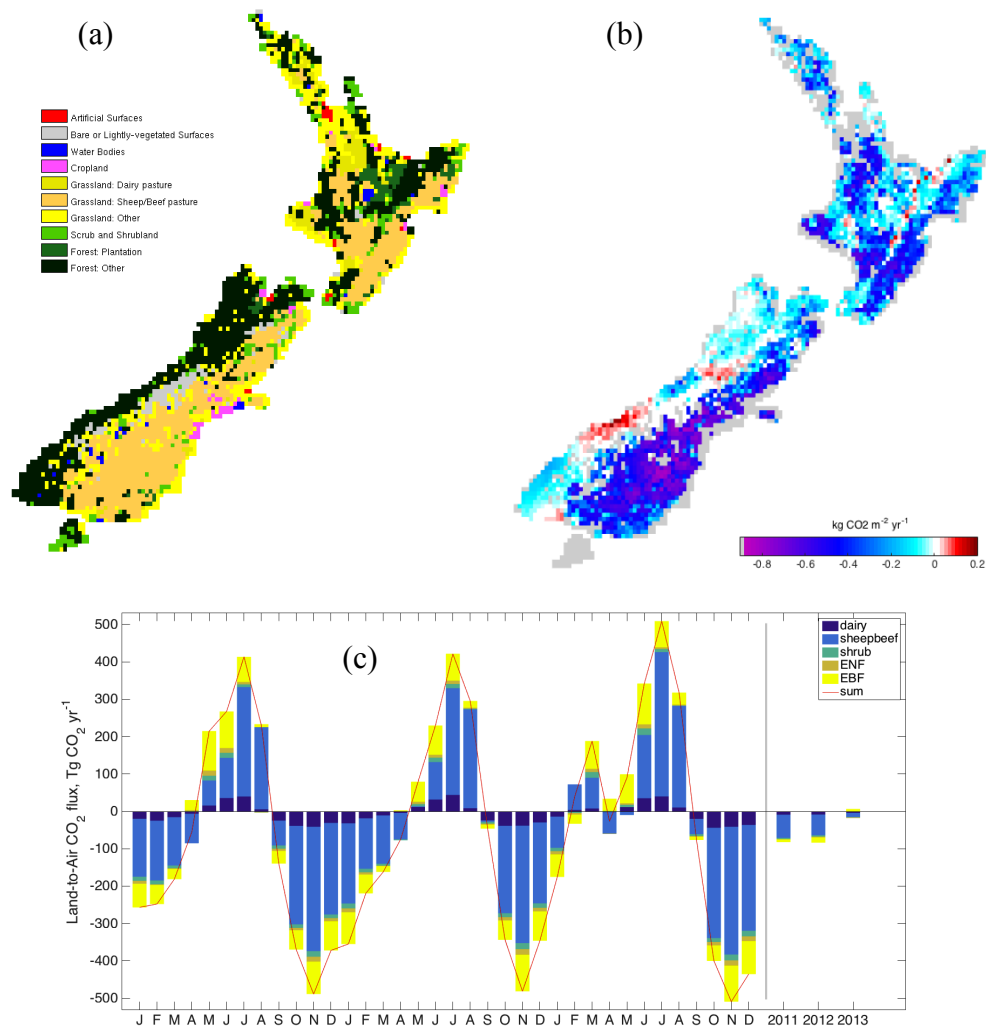 (a)
(b)
Artificial Surfaces
Bare or Lightly-vegetated Surfaces
Water Bodies
Cropland
Grassland: Dairy pasture
Grassland: Sheep/Beef pasture
Grassland: Other
Scrub and Shrubland
Forest: Plantation
Forest: Other
kg CO2 m⁻² yr⁻¹
-0.8 -0.6 -0.4 -0.2 0 0.2
(c)
Land-to-Air CO₂ flux, Tg CO₂ yr⁻¹
500
400
300
200
100
0
-100
-200
-300
-400
-500
dairy
sheepbeef
shrub
ENF
EBF
sum
J F M A M J J A S O N D J F M A M J J A S O N D J F M A M J J A S O N D 2011 2012 2013